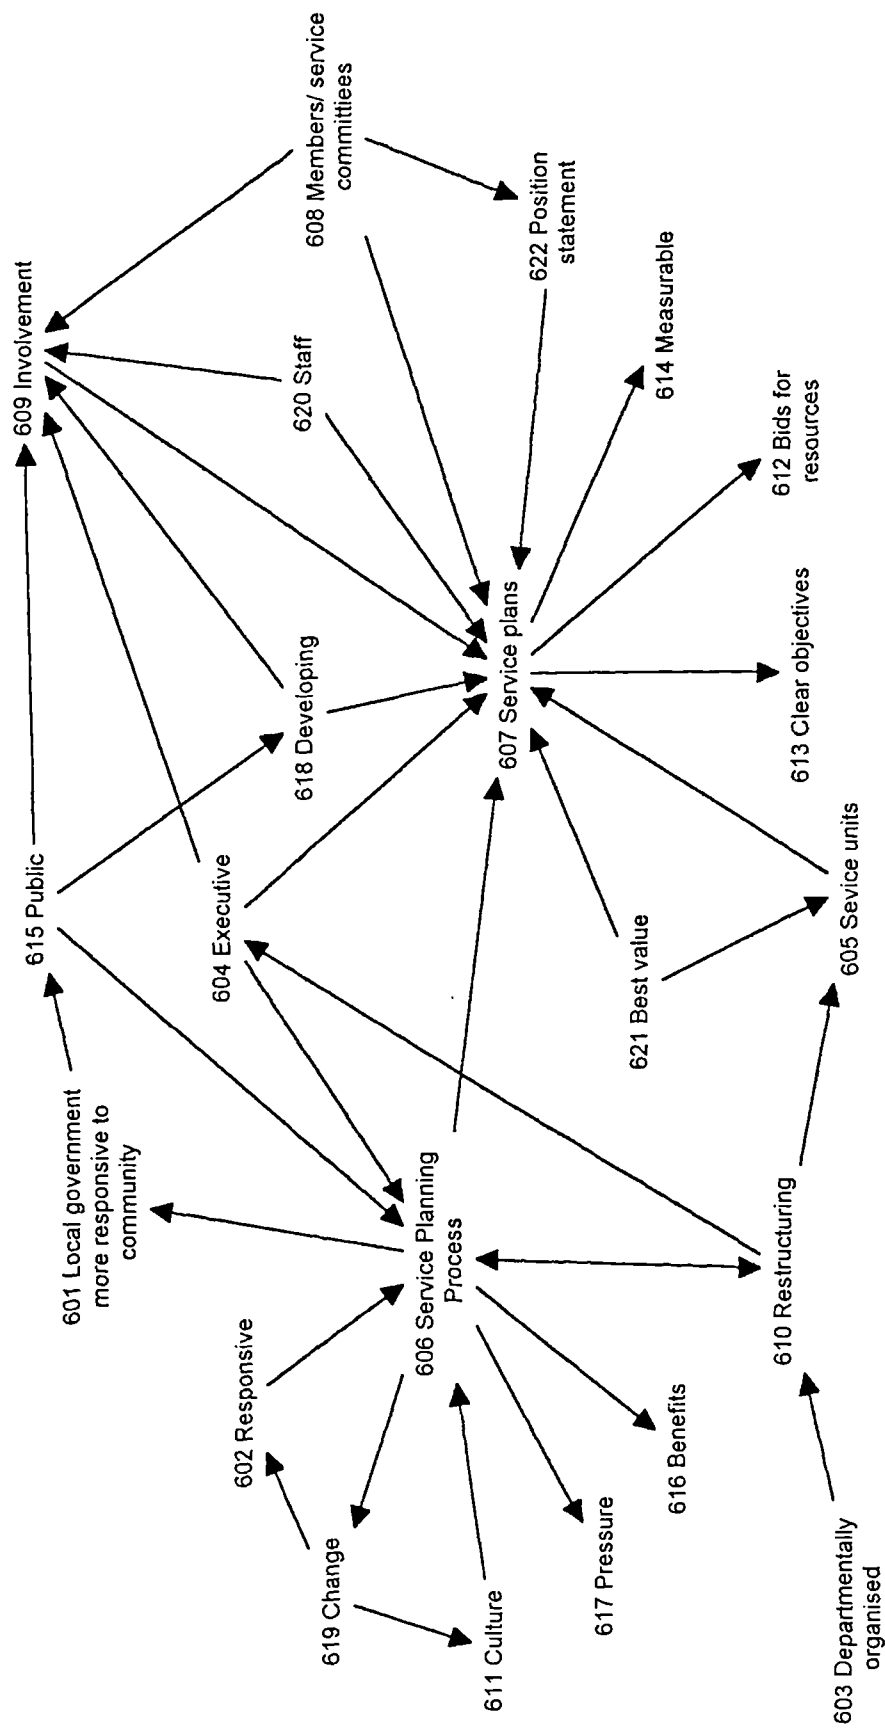 601 Local government
more responsive to
community
615 Public
609 Involvement
602 Responsive
604 Executive
619 Change
618 Developing
620 Staff
608 Members/ service
committiees
606 Service Planning
Process
611 Culture
607 Service plans
622 Position
statement
617 Pressure
616 Benefits
621 Best value
614 Measurable
610 Restructuring
613 Clear objectives
612 Bids for
resources
603 Departmentally
organised
605 Sevice units